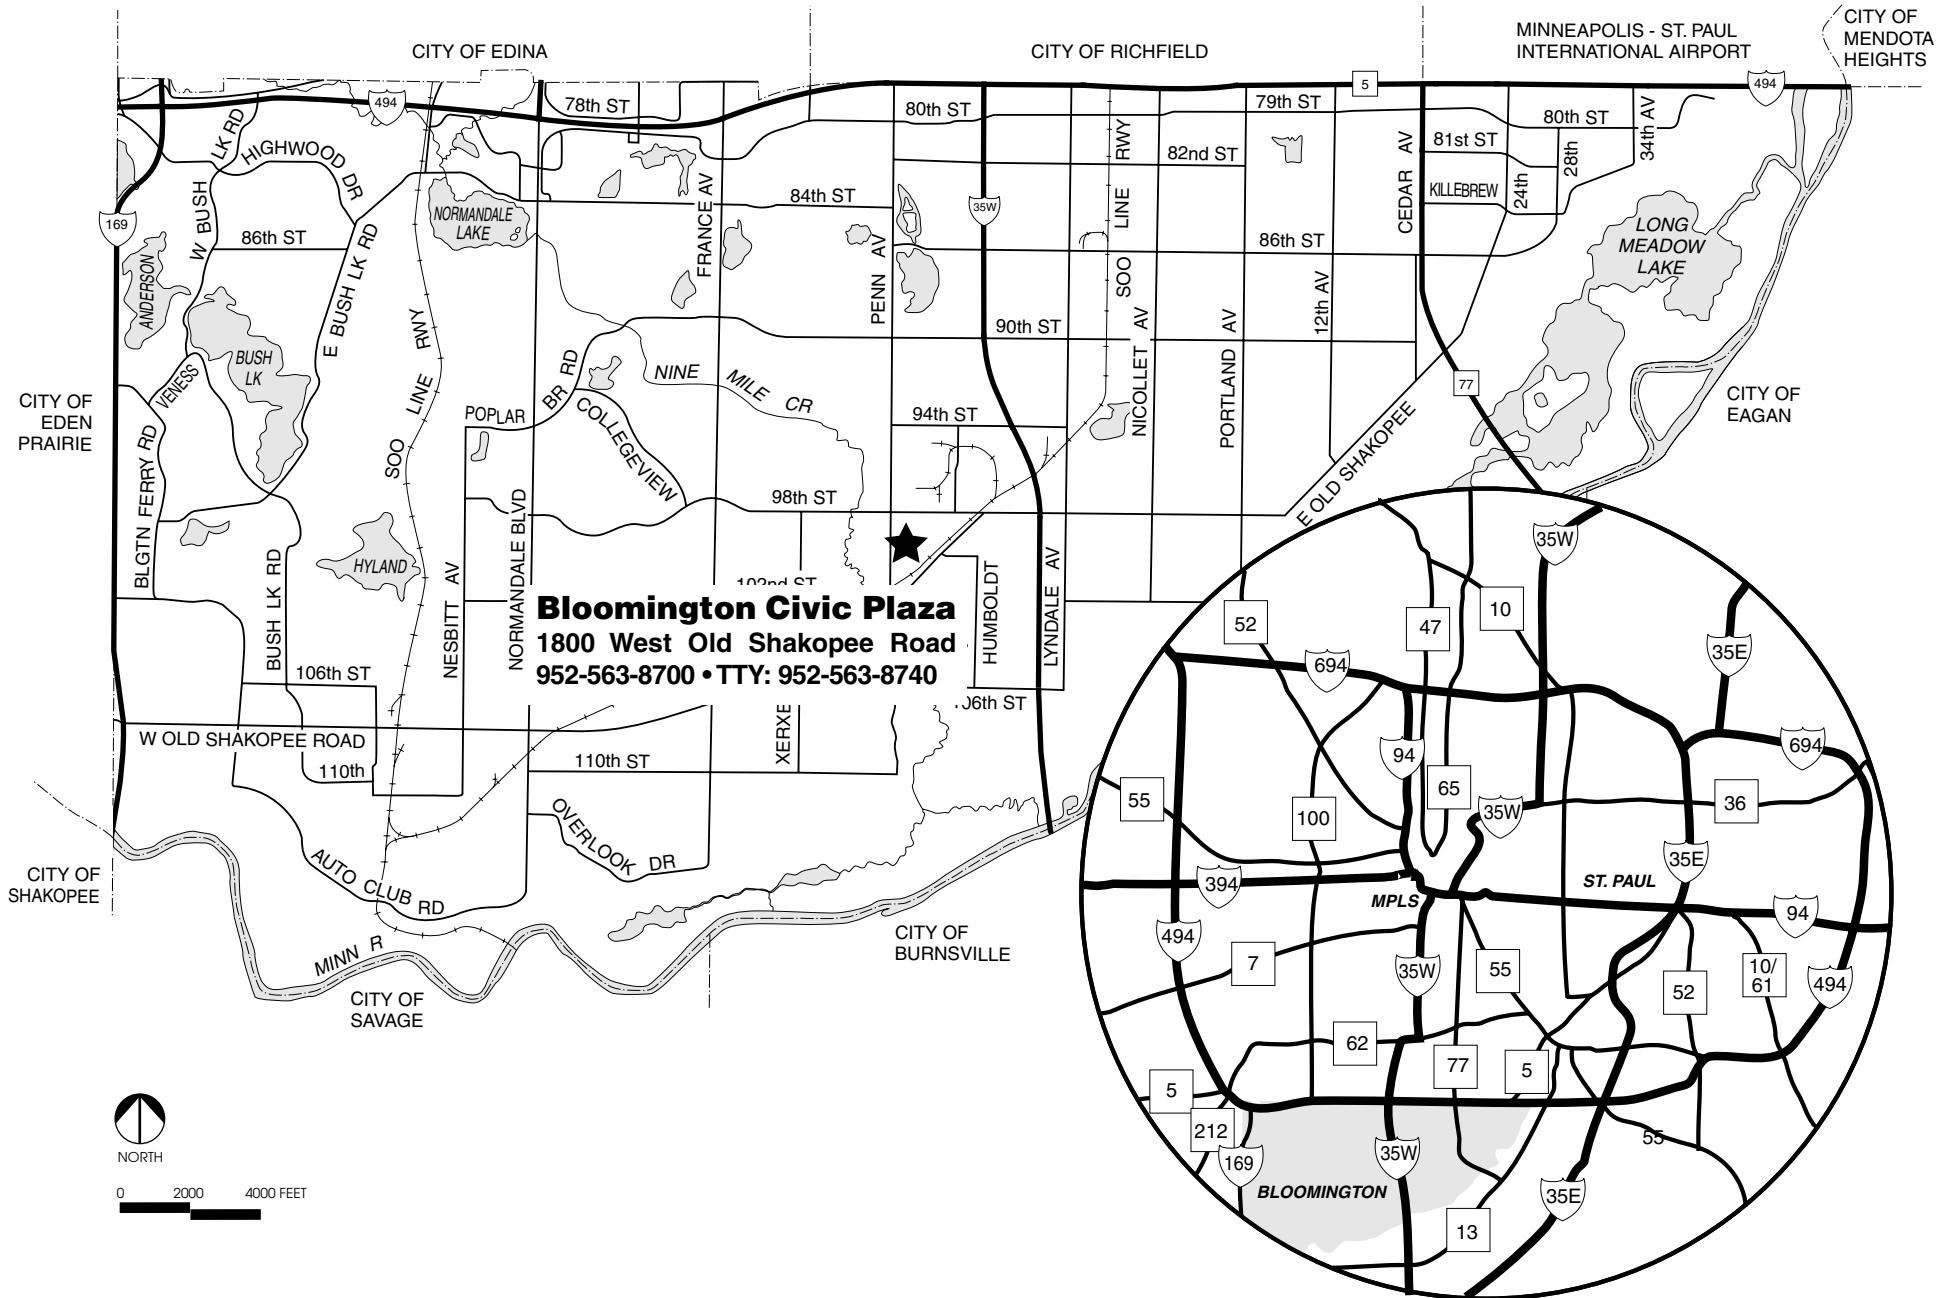 CITY OF EDINA
CITY OF RICHFIELD
MINNEAPOLIS - ST. PAUL
INTERNATIONAL AIRPORT
CITY OF
MENDOTA
HEIGHTS
494
78th ST
80th ST
79th ST
5
494
80th ST
34th AV
LK RD
W BUSH
HIGHWOOD DR
SOO LINE RWY
82nd ST
CEDAR AV
81st ST
28th
KILLEBREW
24th
169
NORMANDALE
LAKE
FRANCE AV
84th ST
35W
86th ST
86th ST
PENN AV
LONG
MEADOW
LAKE
ANDERSON
E BUSH LK RD
SOO LINE RWY
BUSH
LK
90th ST
NICOLLET AV
PORTLAND AV
12th AV
VENESS
BR RD
NINE MILE CR
77
CITY OF
EDEN
PRAIRIE
CITY OF
EAGAN
POPLAR
COLLEGEVIEW
94th ST
E OLD SHAKOPEE
BLGTN FERRY RD
98th ST
NORMANDALE BLVD
HYLAND
BUSH LK RD
NESBITT AV
102nd ST
HUMBOLDT
LYNDALE AV
Bloomington Civic Plaza
1800 West Old Shakopee Road
952-563-8700 • TTY: 952-563-8740
106th ST
106th ST
W OLD SHAKOPEE ROAD
XERXE
110th
110th ST
OVERLOOK DR
AUTO CLUB RD
CITY OF
SHAKOPEE
MINN R
CITY OF
SAVAGE
CITY OF
BURNSVILLE
NORTH
0 2000 4000 FEET
35W
52
47
10
35E
694
94
694
55
100
65
35W
36
35E
394
MPLS
ST. PAUL
94
494
7
35W
55
52
10/
61
494
62
77
5
5
212
169
35W
55
BLOOMINGTON
35E
13